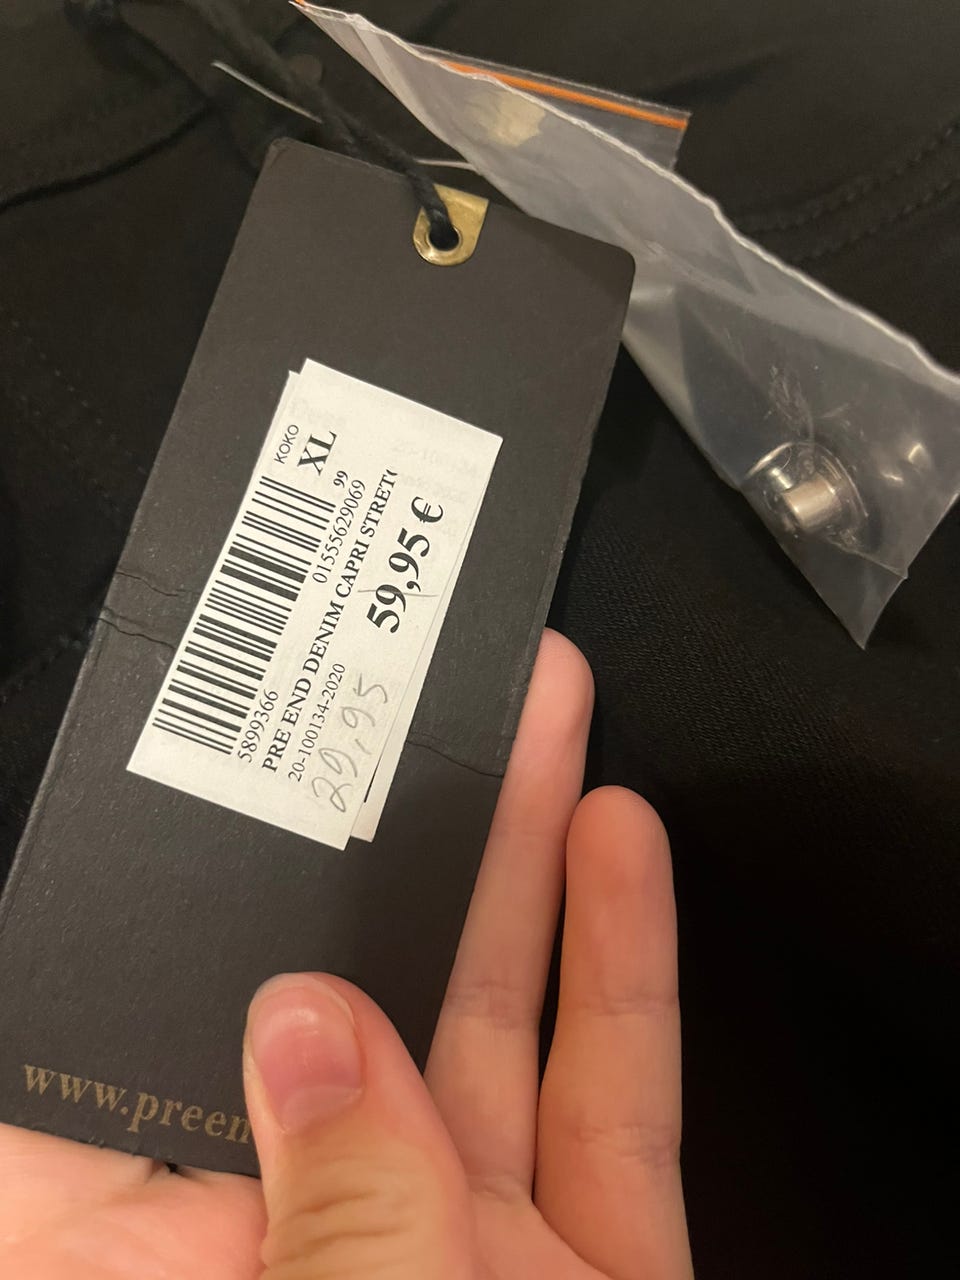 KOKO
XL
5899366
01555629069
99
PRE END DENIM CAPRI STRET
20-100134-2020
59,95 €
29,95
www.preen